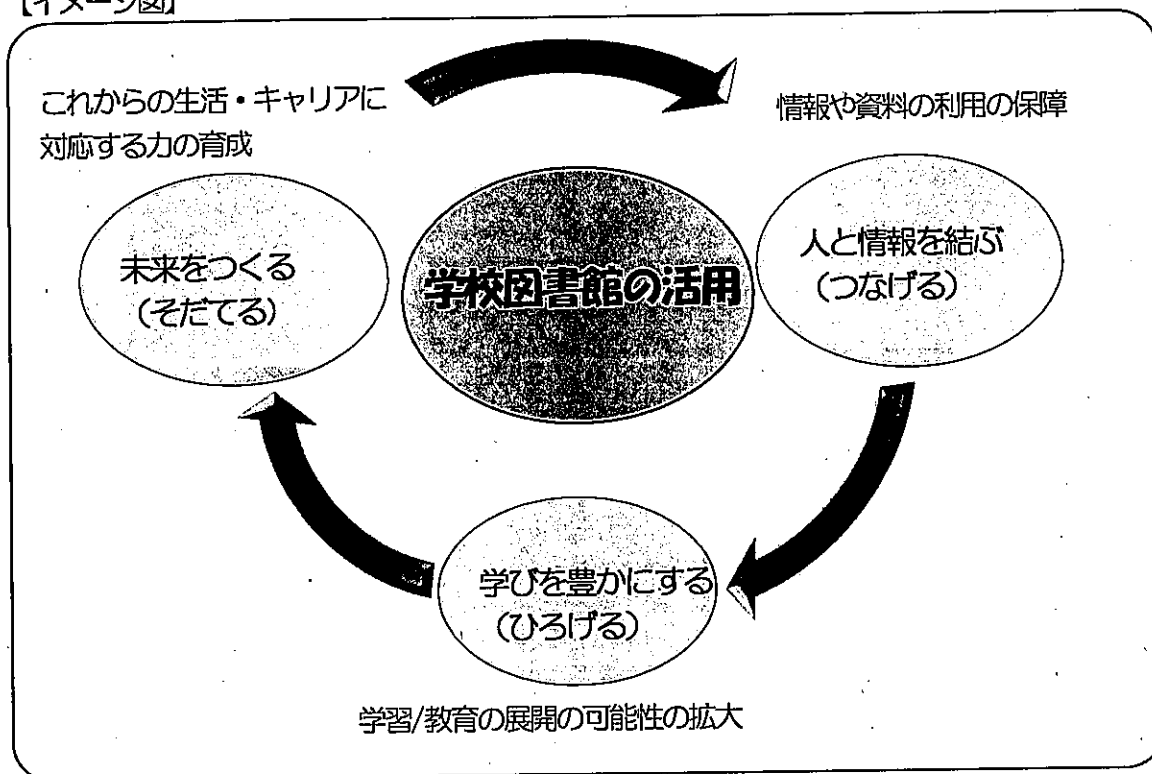 【イメージ図】
これからの生活・キャリアに
対応する力の育成
情報や資料の利用の保障
未来をつくる
(そだてる)
学校図書館の活用
人と情報を結ぶ
(つなげる)
学びを豊かにする
(ひろげる)
学習/教育の展開の可能性の拡大